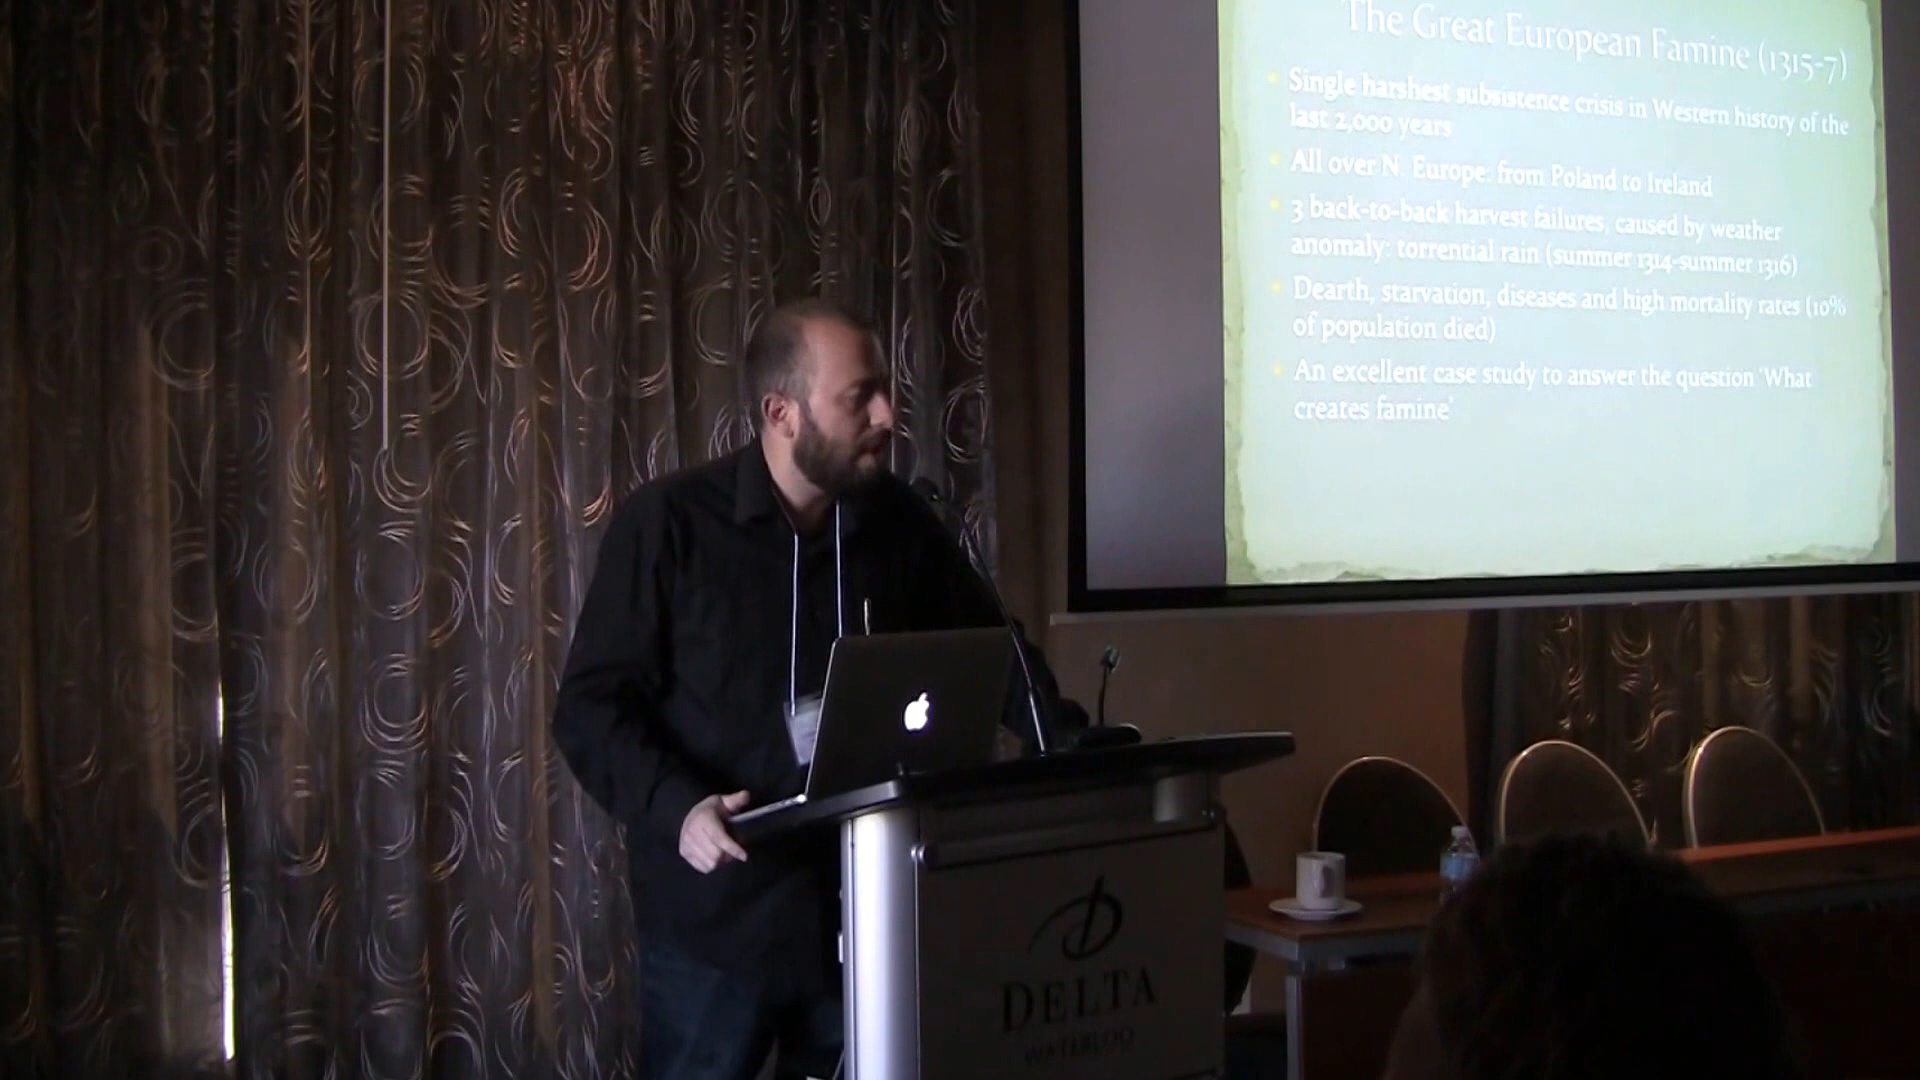 The Great European Famine (1315-7)
Single harshest subsistence crisis in Western history of the
last 2,000 years
All over N. Europe: from Poland to Ireland
3 back-to-back harvest failures, caused by weather
anomaly: torrential rain (summer 1314-summer 1316)
Dearth, starvation, diseases and high mortality rates (10%
of population died)
An excellent case study to answer the question 'What
creates famine'
DELTA
WATERLOO